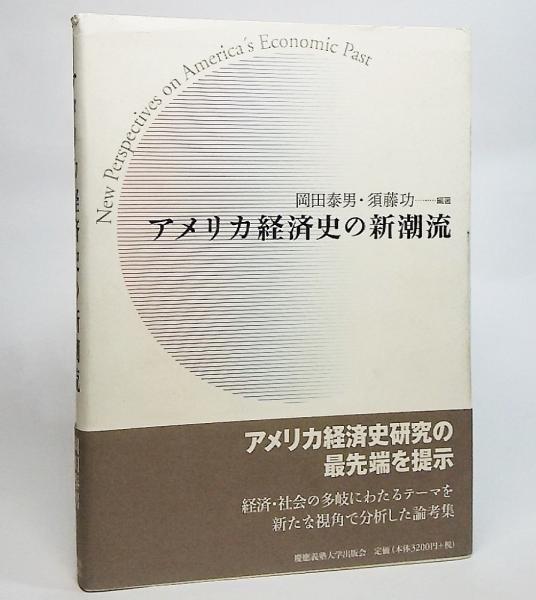 New Perspectives on America's Economic Past
岡田泰男・須藤功──編著
アメリカ経済史の新潮流
アメリカ経済史研究の
最先端を提示
経済・社会の多岐にわたるテーマを
新たな視角で分析した論考集
慶應義塾大学出版会 定価(本体3200円+税)